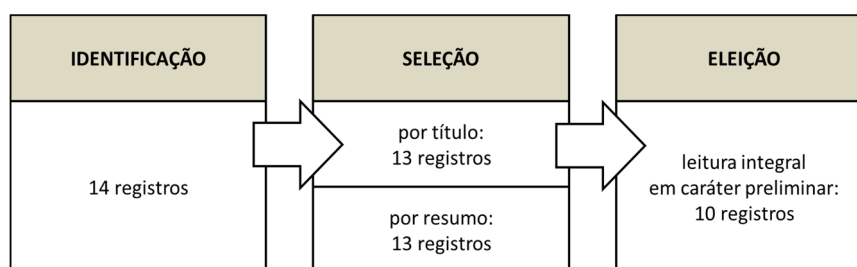 IDENTIFICAÇÃO
14 registros
SELEÇÃO
por título:
13 registros
por resumo:
13 registros
ELEIÇÃO
leitura integral
em caráter preliminar:
10 registros